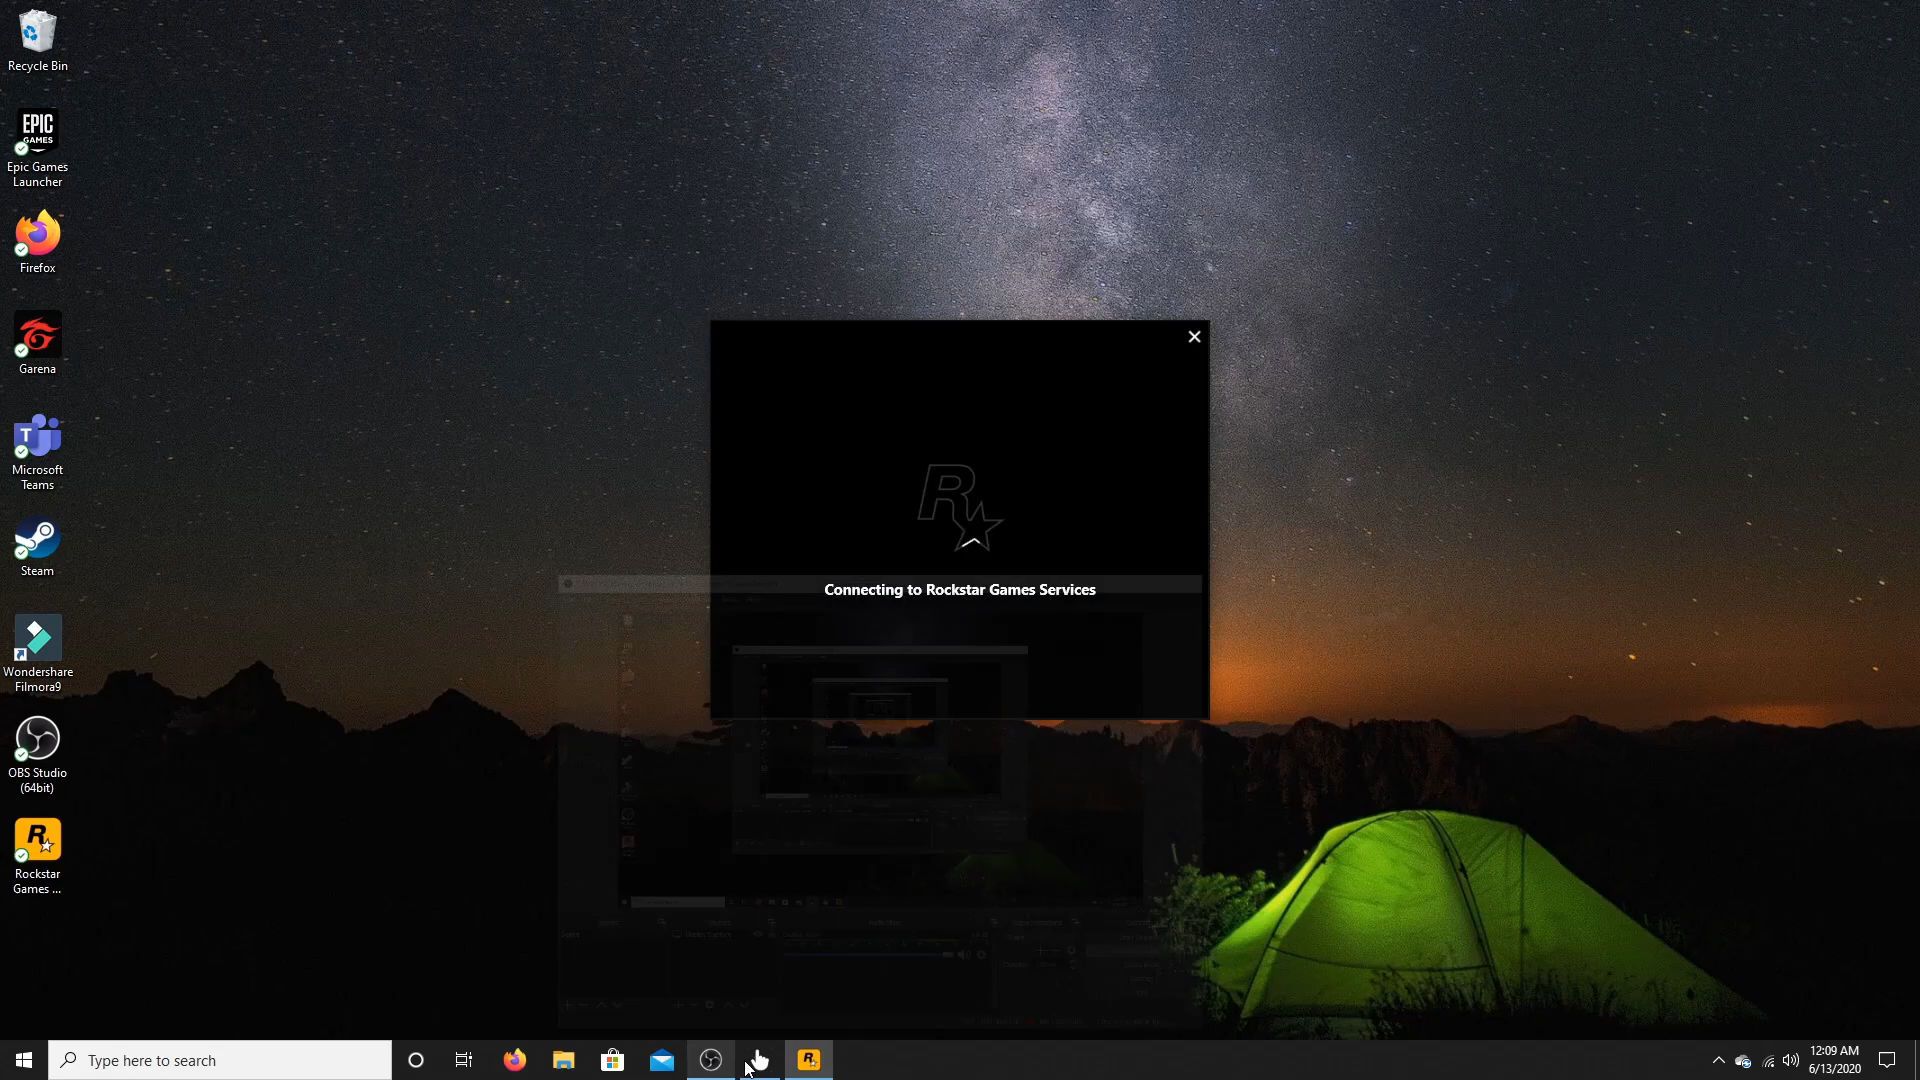 Recycle Bin
EPIC
GAMES
Epic Games
Launcher
Firefox
Garena
T
Microsoft
Teams
Steam
Wondershare
Filmora9
OBS Studio
(64bit)
R
Rockstar
Games ...
R
Connecting to Rockstar Games Services
Type here to search
R
12:09 AM
6/13/2020